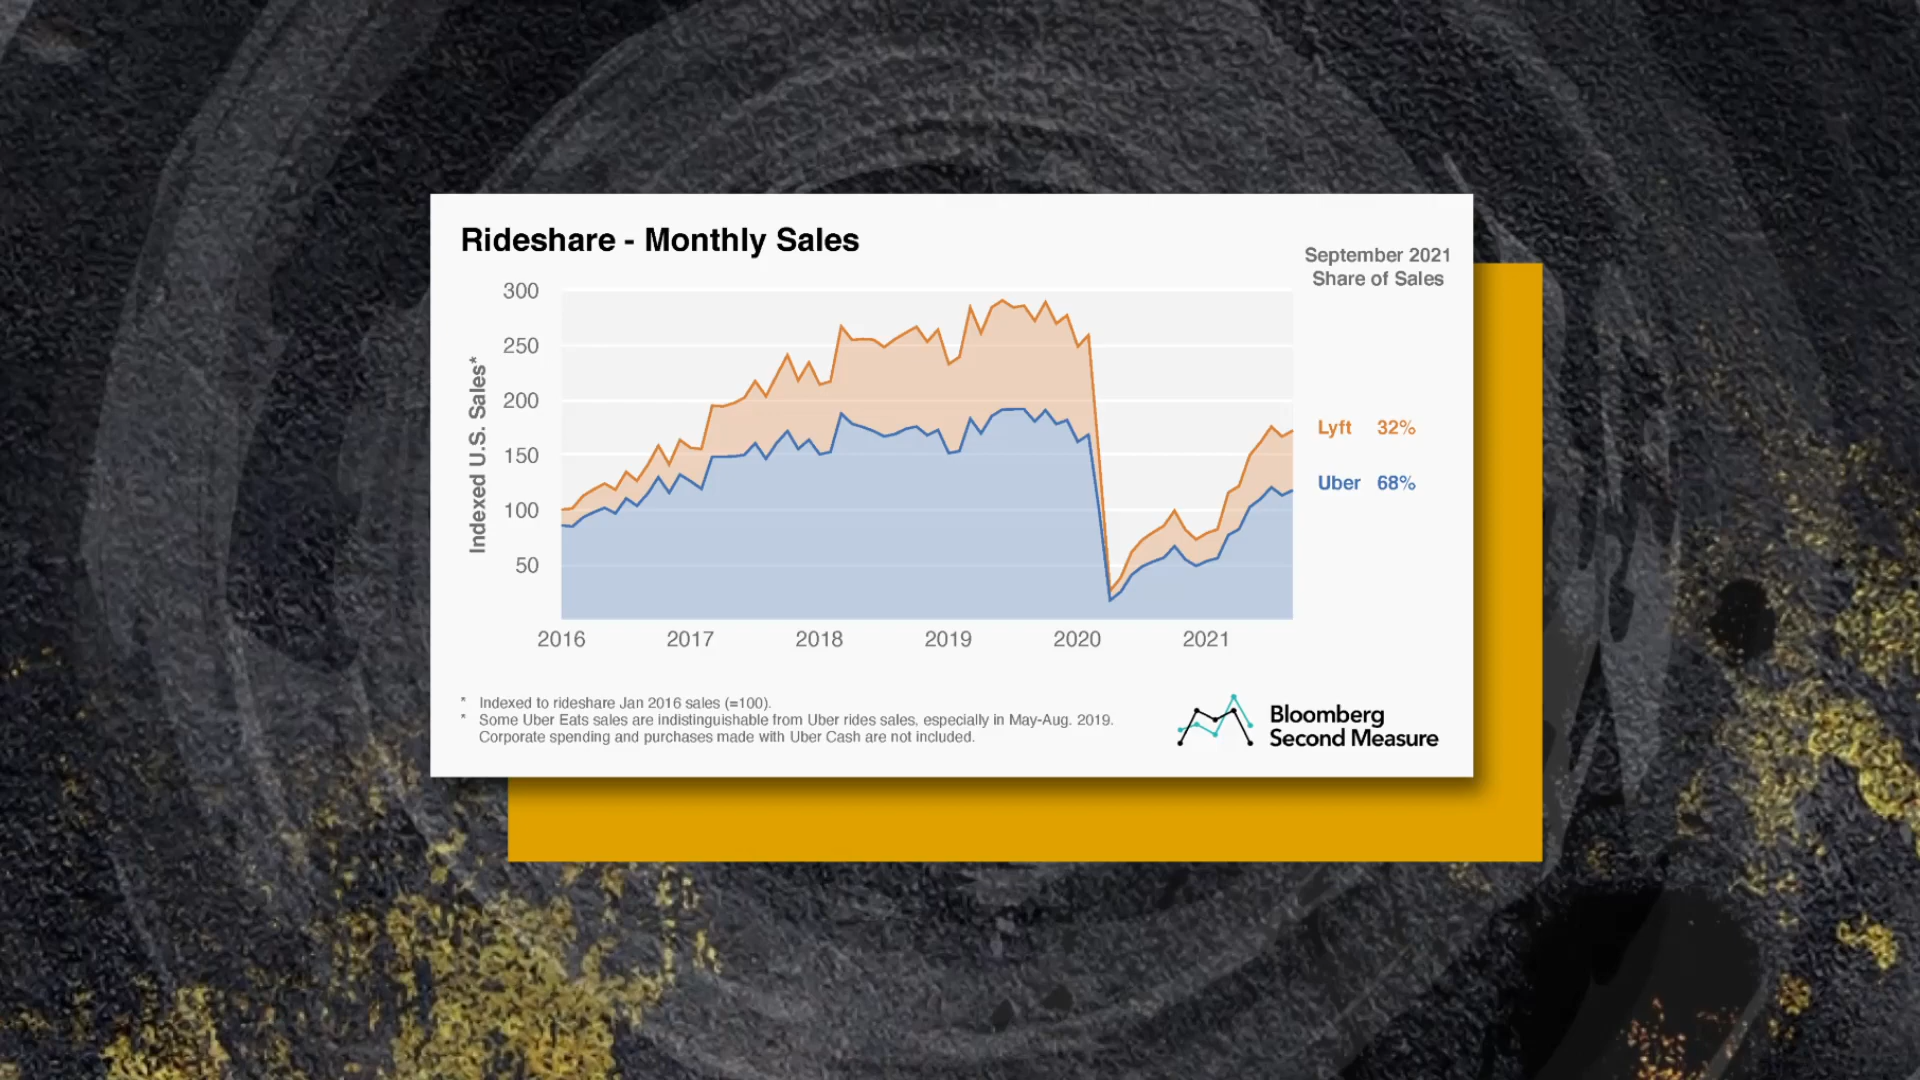 Rideshare - Monthly Sales
September 2021
Share of Sales
Indexed U.S. Sales*
300
250
200
150
100
50
Lyft 32%
Uber 68%
2016 2017 2018 2019 2020 2021
* Indexed to rideshare Jan 2016 sales (=100).
* Some Uber Eats sales are indistinguishable from Uber rides sales, especially in May-Aug. 2019.
Corporate spending and purchases made with Uber Cash are not included.
Bloomberg
Second Measure